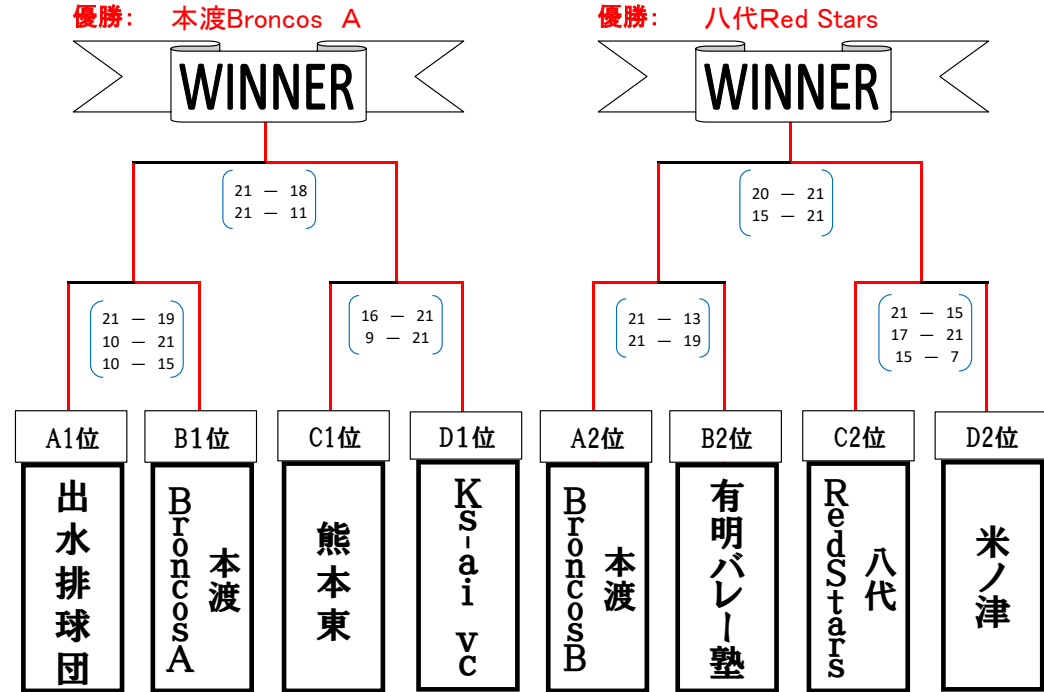 優勝: 本渡Broncos A
優勝: 八代Red Stars
WINNER
WINNER
21 － 18
21 － 11
20 － 21
15 － 21
21 － 19
10 － 21
10 － 15
16 － 21
9 － 21
21 － 13
21 － 19
21 － 15
17 － 21
15 － 7
A1位
B1位
C1位
D1位
A2位
B2位
C2位
D2位
出水排球団
本渡
BroncosA
熊本東
Ks-ai vc
本渡
BroncosB
有明バレー塾
八代
RedStars
米ノ津